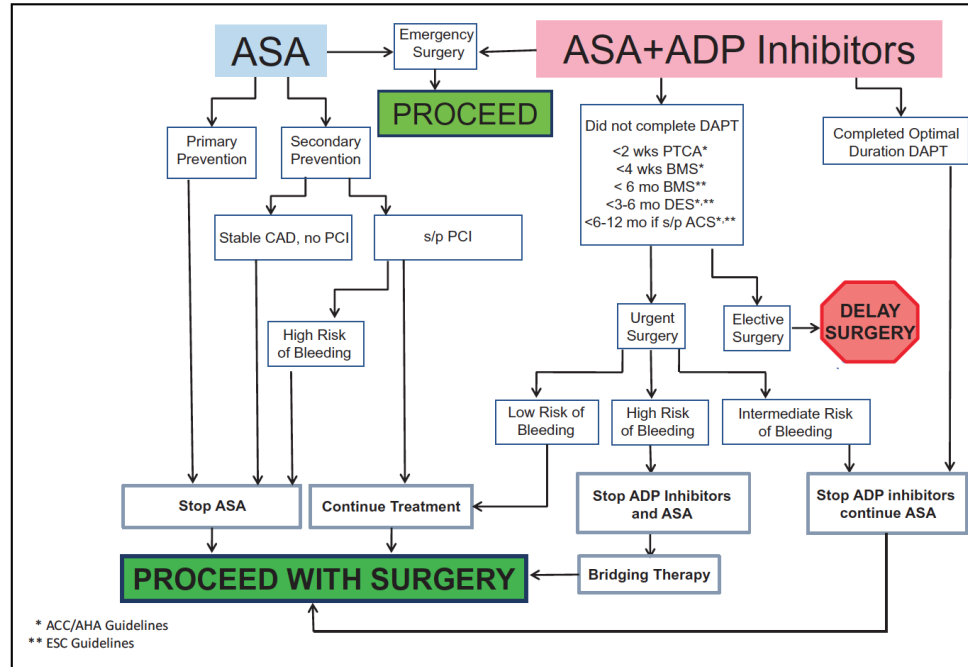 ASA
Emergency
Surgery
ASA+ADP Inhibitors
PROCEED
Primary
Prevention
Secondary
Prevention
Did not complete DAPT
<2 wks PTCA*
<4 wks BMS*
< 6 mo BMS**
<3-6 mo DES*,**
<6-12 mo if s/p ACS*,**
Completed Optimal
Duration DAPT
Stable CAD, no PCI
s/p PCI
High Risk
of Bleeding
Urgent
Surgery
Elective
Surgery
DELAY
SURGERY
Low Risk of
Bleeding
High Risk
of Bleeding
Intermediate Risk
of Bleeding
Stop ASA
Continue Treatment
Stop ADP Inhibitors
and ASA
Stop ADP inhibitors
continue ASA
PROCEED WITH SURGERY
Bridging Therapy
* ACC/AHA Guidelines
** ESC Guidelines